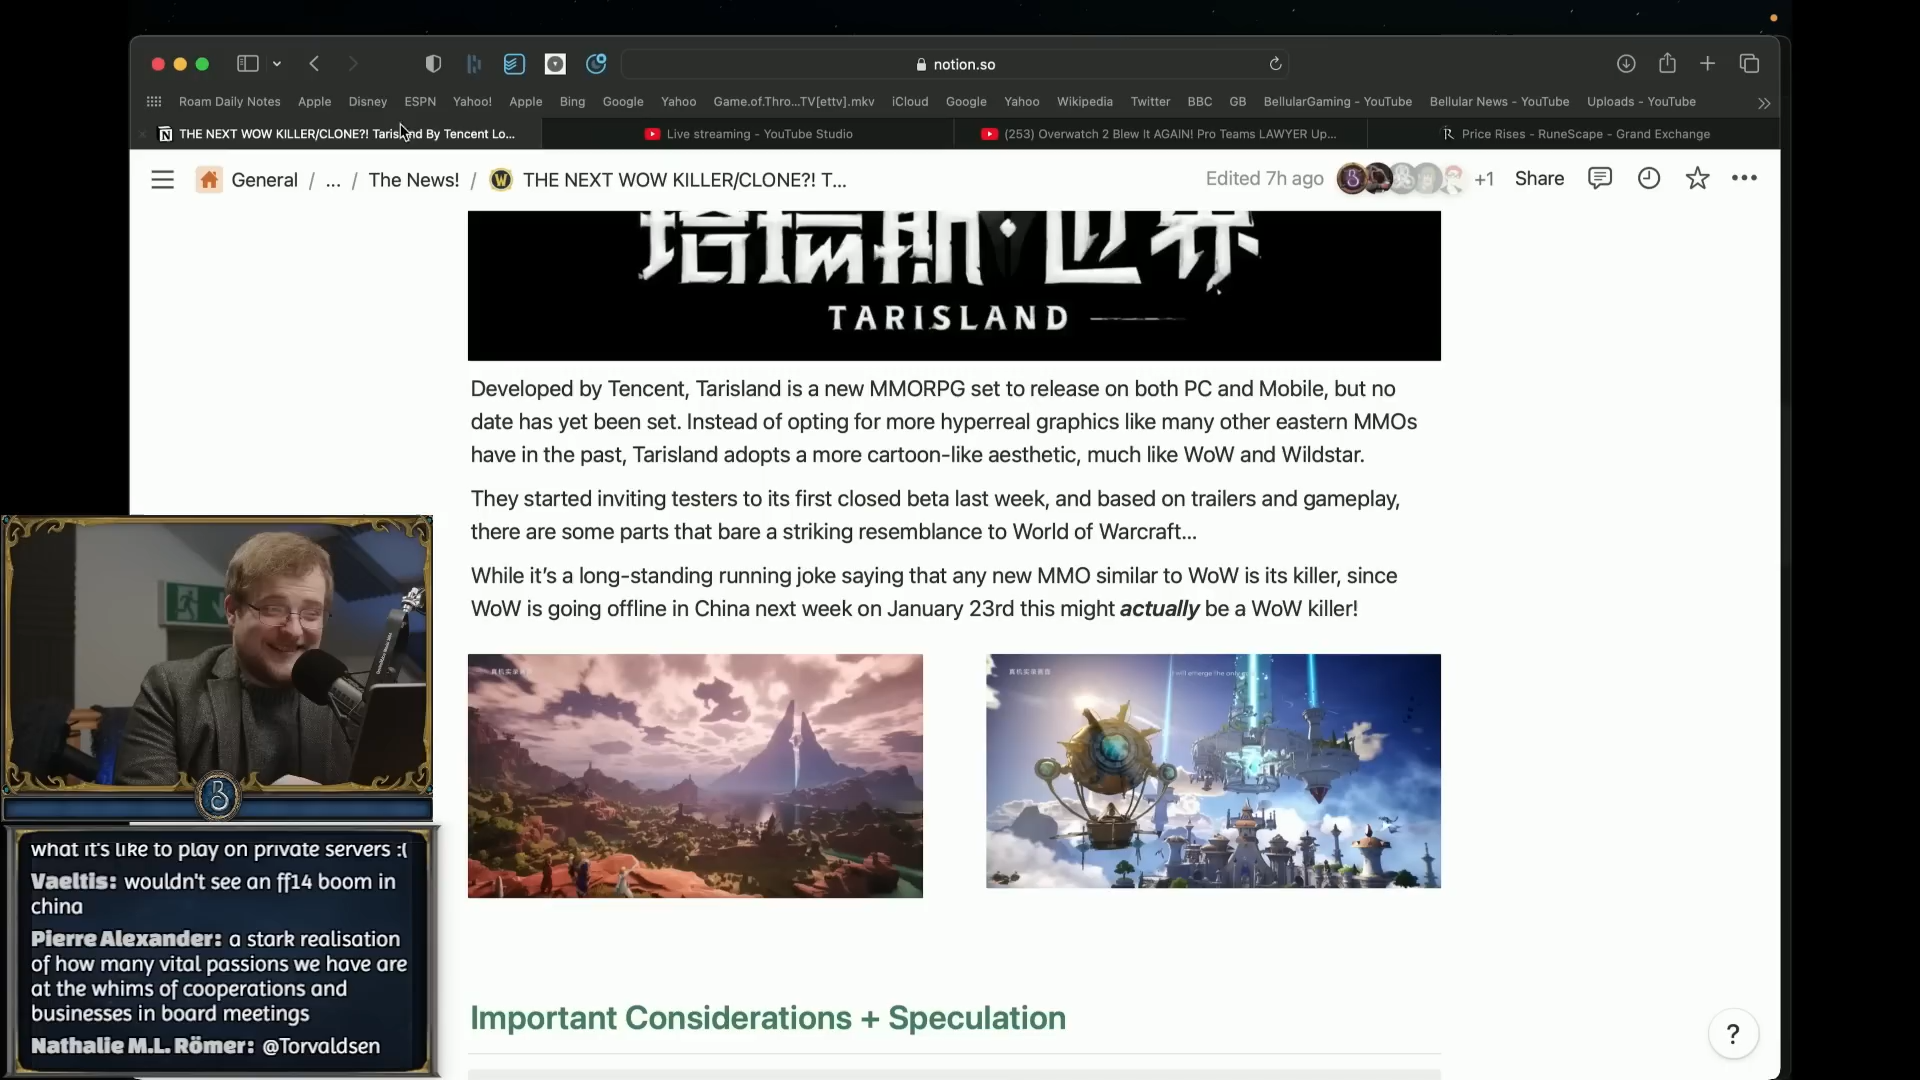 notion.so
Roam Daily Notes
Apple
Disney
ESPN
Yahoo!
Apple
Bing
Google
Yahoo
Game.of.Thro...TV[ettv].mkv
iCloud
Google
Yahoo
Wikipedia
Twitter
BBC
GB
BellularGaming - YouTube
Bellular News - YouTube
Uploads - YouTube
THE NEXT WOW KILLER/CLONE?! Tarisland By Tencent Lo...
Live streaming - YouTube Studio
(253) Overwatch 2 Blew It AGAIN! Pro Teams LAWYER Up...
Price Rises - RuneScape - Grand Exchange
General / ... / The News! / THE NEXT WOW KILLER/CLONE?! T...
Edited 7h ago
+1
Share
塔瑞斯·世界
TARISLAND
Developed by Tencent, Tarisland is a new MMORPG set to release on both PC and Mobile, but no
date has yet been set. Instead of opting for more hyperreal graphics like many other eastern MMOs
have in the past, Tarisland adopts a more cartoon-like aesthetic, much like WoW and Wildstar.
They started inviting testers to its first closed beta last week, and based on trailers and gameplay,
there are some parts that bare a striking resemblance to World of Warcraft...
While it’s a long-standing running joke saying that any new MMO similar to WoW is its killer, since
WoW is going offline in China next week on January 23rd this might actually be a WoW killer!
Important Considerations + Speculation
?
what it's like to play on private servers :(
Vaeltis: wouldn't see an ff14 boom in
china
Pierre Alexander: a stark realisation
of how many vital passions we have are
at the whims of cooperations and
businesses in board meetings
Nathalie M.L. Römer: @Torvaldsen